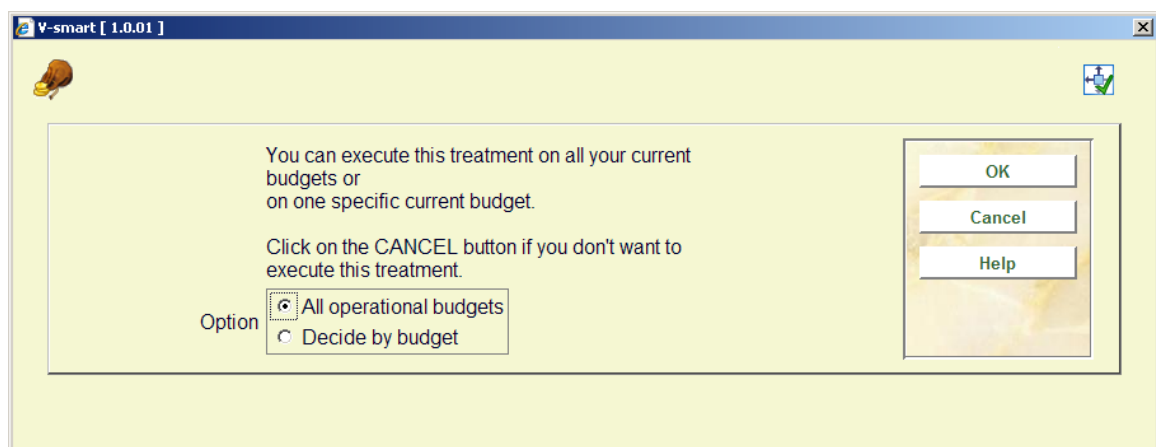 V-smart [ 1.0.01 ]
You can execute this treatment on all your current
budgets or
on one specific current budget.
Click on the CANCEL button if you don't want to
execute this treatment.
Option
All operational budgets
Decide by budget
OK
Cancel
Help